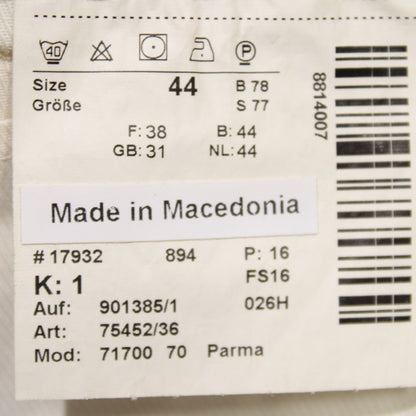 40 P
Size 44 B 78
Größe S 77
F: 38 B: 44
GB: 31 NL: 44
8814007
Made in Macedonia
# 17932 894 P: 16
K: 1 FS16
Auf: 901385/1 026H
Art: 75452/36
Mod: 71700 70 Parma